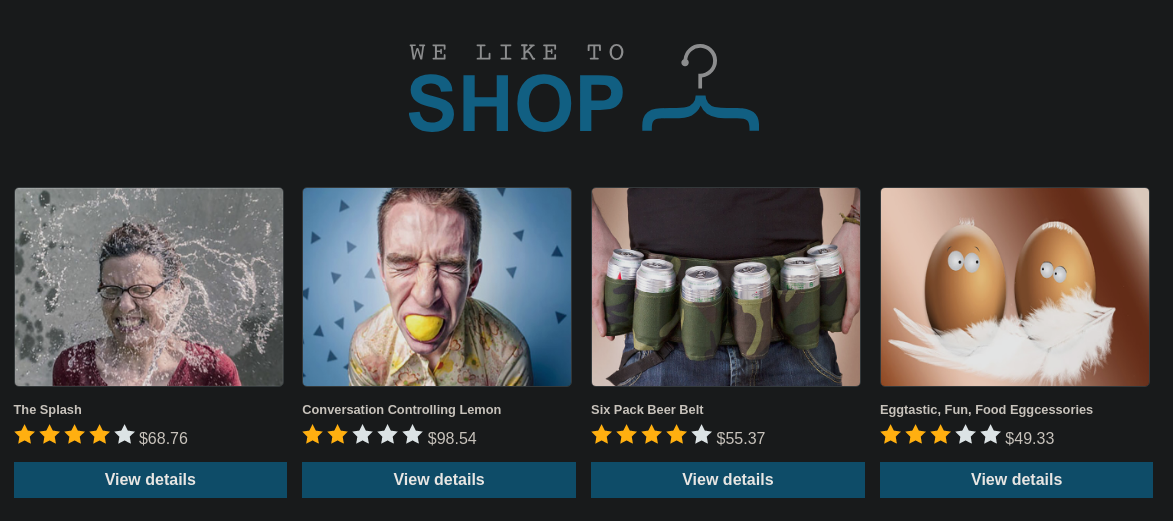 WE LIKE TO
SHOP
The Splash
$68.76
View details
Conversation Controlling Lemon
$98.54
View details
Six Pack Beer Belt
$55.37
View details
Eggtastic, Fun, Food Eggcessories
$49.33
View details